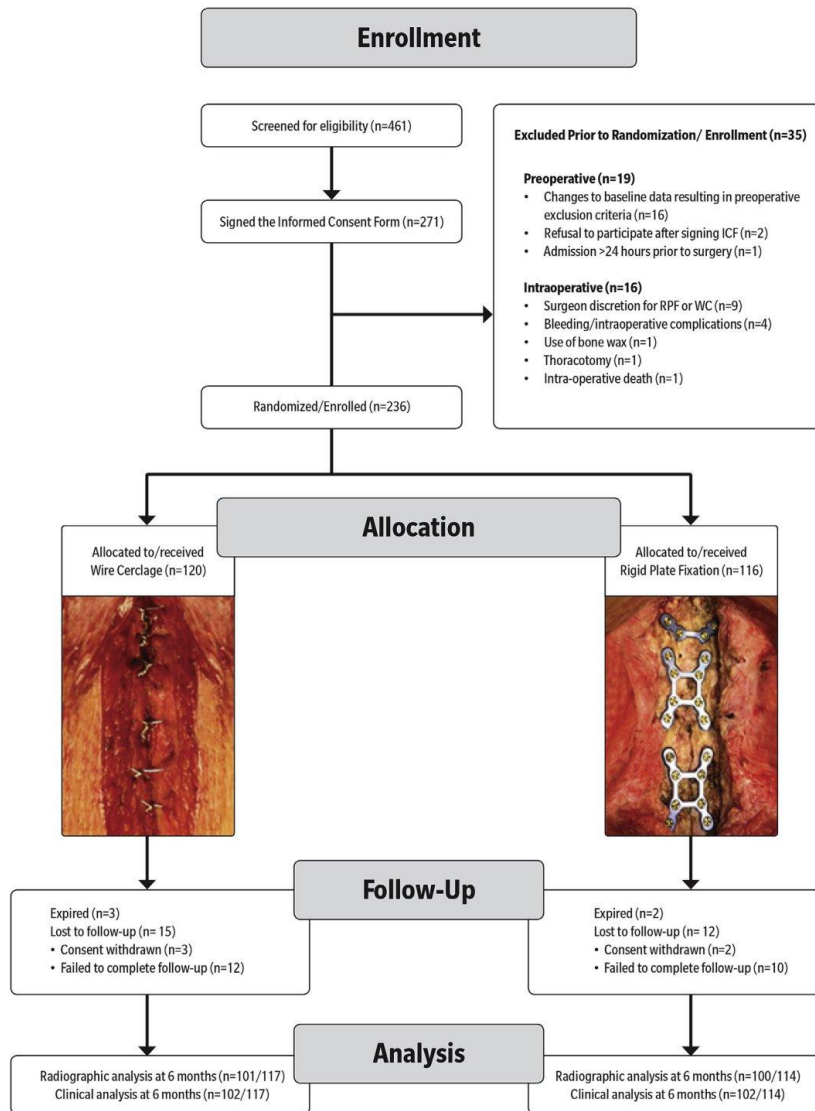 Enrollment
Screened for eligibility (n=461)
Signed the Informed Consent Form (n=271)
Excluded Prior to Randomization/ Enrollment (n=35)
Preoperative (n=19)
• Changes to baseline data resulting in preoperative
exclusion criteria (n=16)
• Refusal to participate after signing ICF (n=2)
• Admission >24 hours prior to surgery (n=1)
Intraoperative (n=16)
• Surgeon discretion for RPF or WC (n=9)
• Bleeding/intraoperative complications (n=4)
• Use of bone wax (n=1)
• Thoracotomy (n=1)
• Intra-operative death (n=1)
Randomized/Enrolled (n=236)
Allocation
Allocated to/received
Wire Cerclage (n=120)
Allocated to/received
Rigid Plate Fixation (n=116)
Follow-Up
Expired (n=3)
Lost to follow-up (n= 15)
• Consent withdrawn (n=3)
• Failed to complete follow-up (n=12)
Expired (n=2)
Lost to follow-up (n= 12)
• Consent withdrawn (n=2)
• Failed to complete follow-up (n=10)
Analysis
Radiographic analysis at 6 months (n=101/117)
Clinical analysis at 6 months (n=102/117)
Radiographic analysis at 6 months (n=100/114)
Clinical analysis at 6 months (n=102/114)